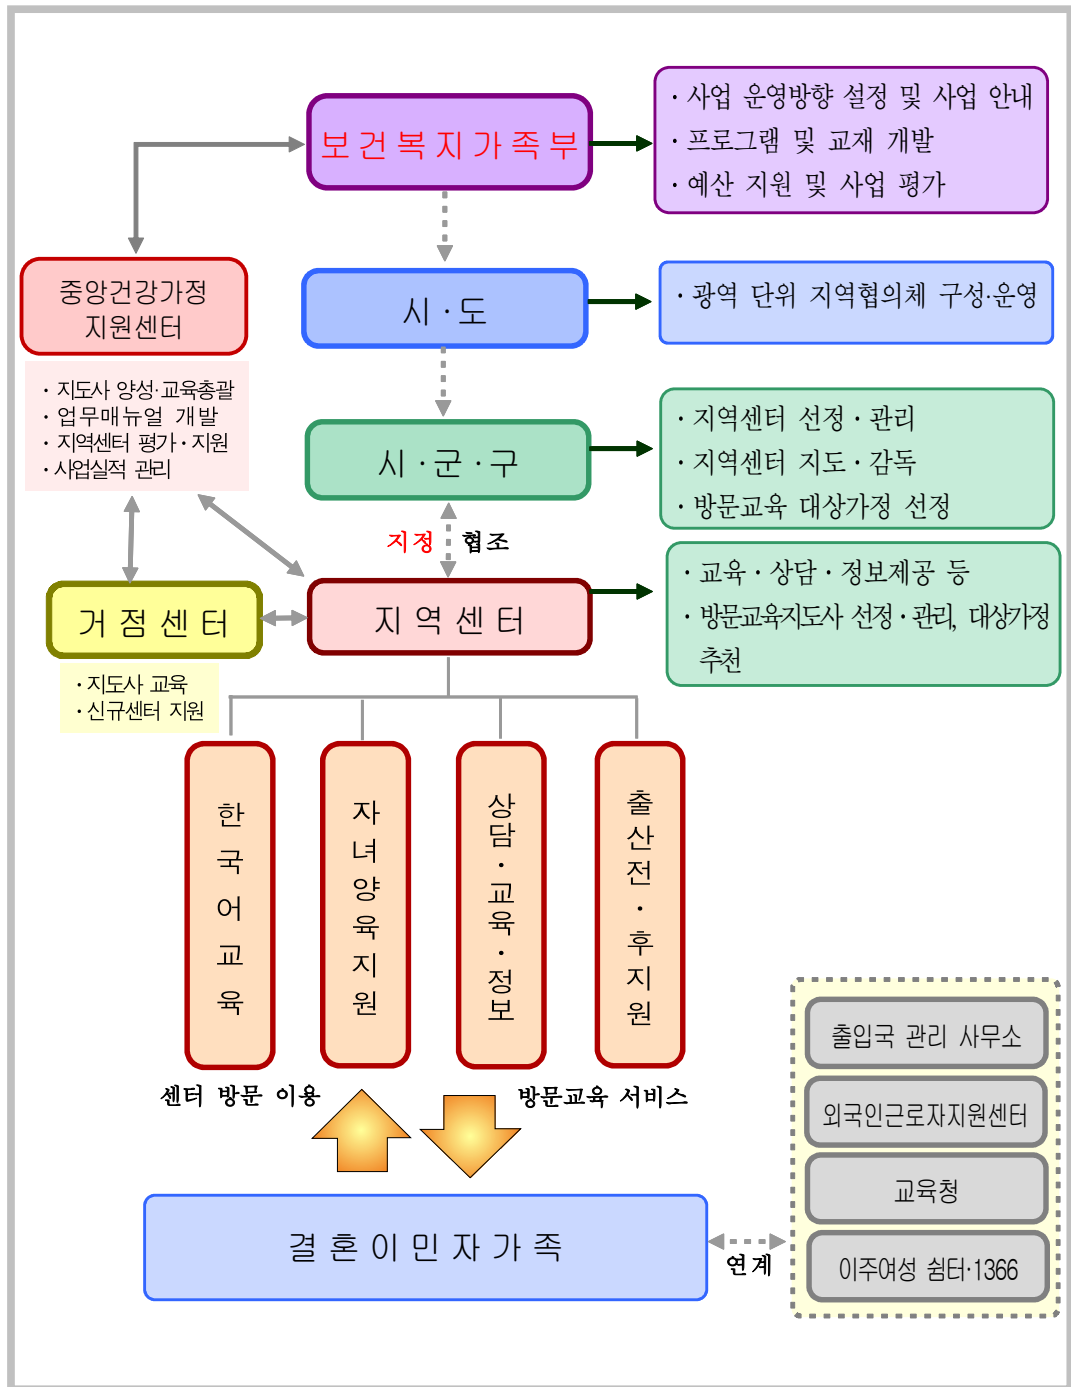 보건복지가족부
· 사업 운영방향 설정 및 사업 안내
· 프로그램 및 교재 개발
· 예산 지원 및 사업 평가
중앙건강가정
지원센터
· 지도사 양성·교육총괄
· 업무매뉴얼 개발
· 지역센터 평가 · 지원
· 사업실적 관리
시 · 도
· 광역 단위 지역협의체 구성·운영
시 · 군 · 구
· 지역센터 선정 · 관리
· 지역센터 지도 · 감독
· 방문교육 대상가정 선정
지정 협조
거점센터
· 지도사 교육
· 신규센터 지원
지역센터
· 교육 · 상담 · 정보제공 등
· 방문교육지도사 선정 · 관리, 대상가정
추천
한국어교육
자녀양육지원
상담 · 교육 · 정보
출산전 · 후지원
센터 방문 이용
방문교육 서비스
결혼이민자가족
연계
출입국 관리 사무소
외국인근로자지원센터
교육청
이주여성 쉼터·1366